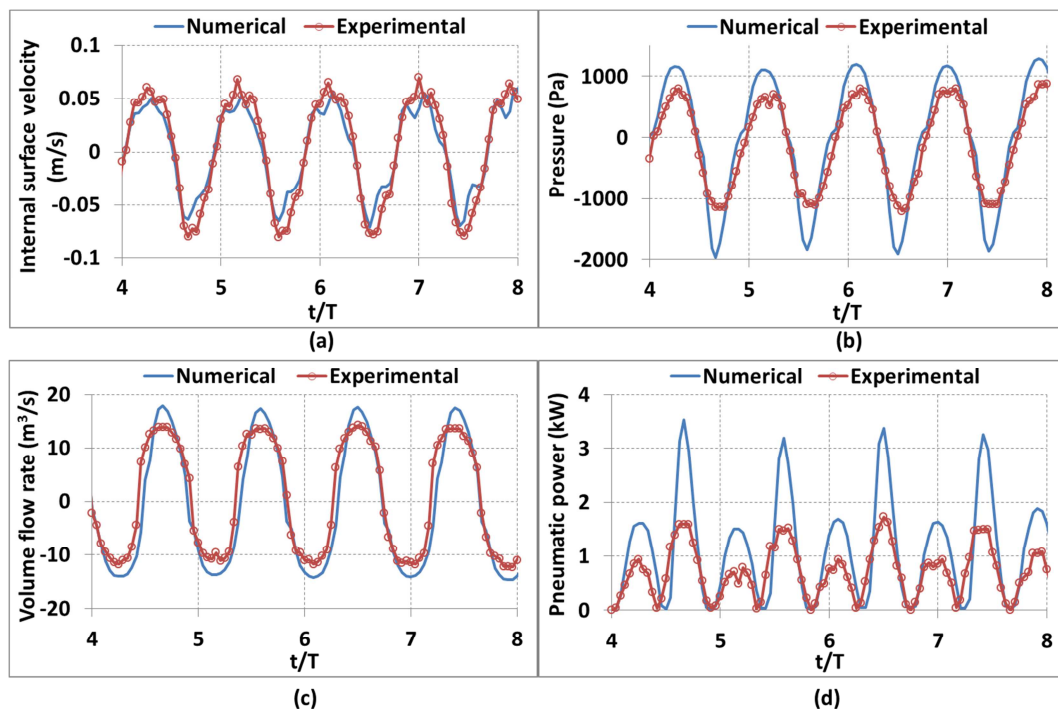 Numerical Experimental
Internal surface velocity
(m/s)
0.1
0.05
0
-0.05
-0.1
4 5 6 7 8
t/T
(a)
Numerical Experimental
Pressure (Pa)
1000
0
-1000
-2000
4 5 6 7 8
t/T
(b)
Numerical Experimental
Volume flow rate (m³/s)
20
10
0
-10
-20
4 5 6 7 8
t/T
(c)
Numerical Experimental
Pneumatic power (kW)
4
3
2
1
0
4 5 6 7 8
t/T
(d)